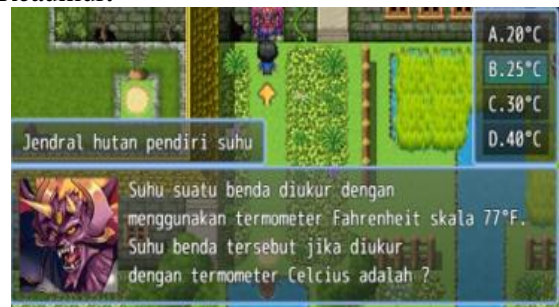 A.20°C
B.25°C
C.30°C
D.40°C
Jendral hutan pendiri suhu
Suhu suatu benda diukur dengan
menggunakan termometer Fahrenheit skala 77°F.
Suhu benda tersebut jika diukur
dengan termometer Celcius adalah ?